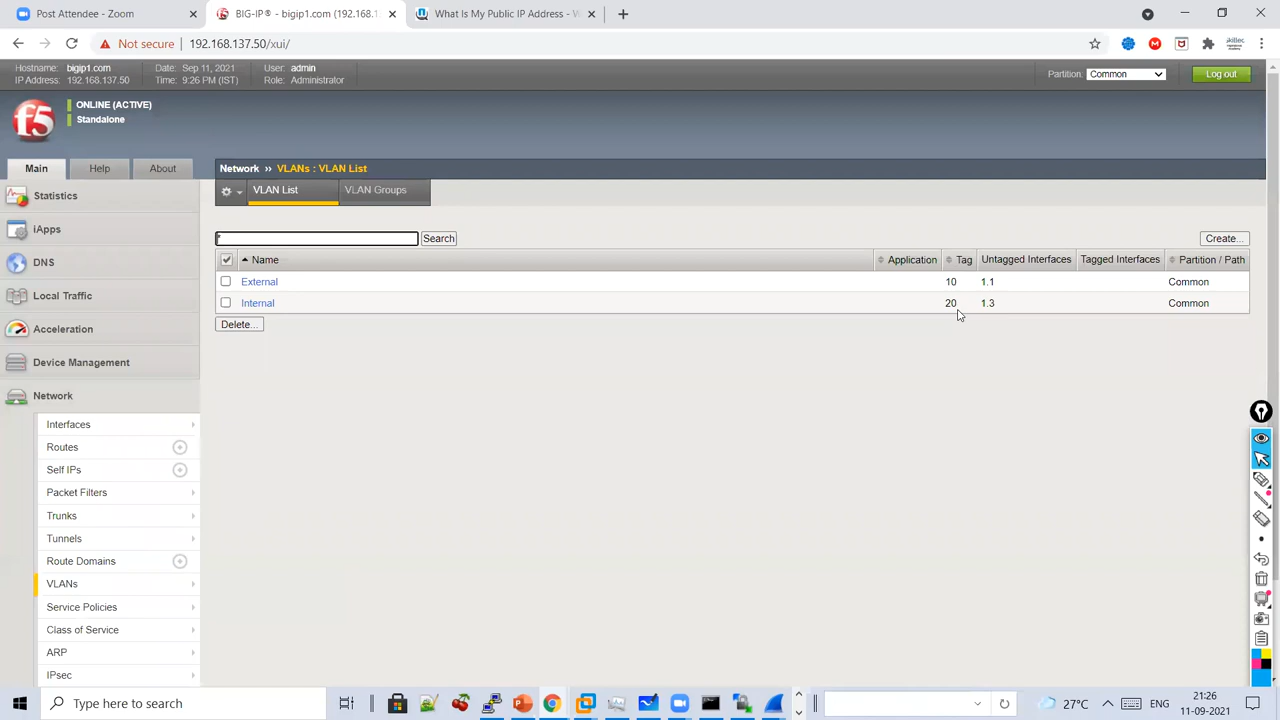 Post Attendee - Zoom
BIG-IP® - bigip1.com (192.168.1
What Is My Public IP Address - W
Not secure
192.168.137.50/xui/
Hostname: bigip1.com
Date: Sep 11, 2021
User: admin
IP Address: 192.168.137.50
Time: 9:26 PM (IST)
Role: Administrator
Partition: Common
Log out
f5
ONLINE (ACTIVE)
Standalone
Main
Help
About
Network ›› VLANs : VLAN List
VLAN List
VLAN Groups
Statistics
iApps
DNS
Local Traffic
Acceleration
Device Management
Network
Interfaces
Routes
Self IPs
Packet Filters
Trunks
Tunnels
Route Domains
VLANs
Service Policies
Class of Service
ARP
IPsec
*
Search
Create...
Name
Application
Tag
Untagged Interfaces
Tagged Interfaces
Partition / Path
External 10 1.1 Common
Internal 20 1.3 Common
Delete...
Type here to search
27°C
ENG
21:26
11-09-2021